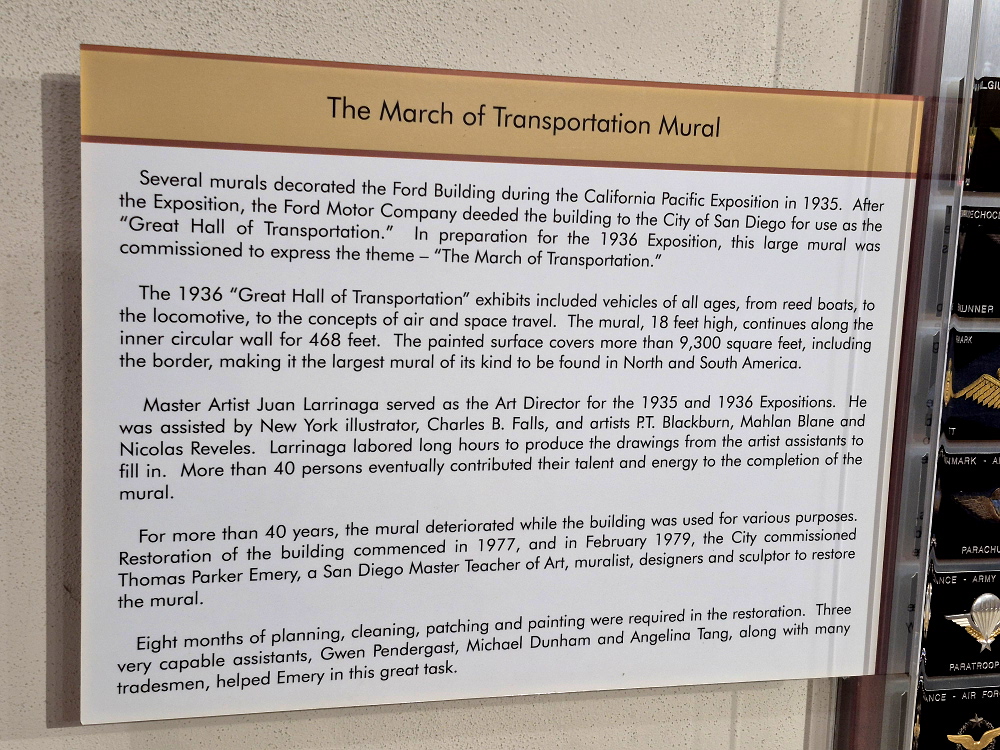 The March of Transportation Mural
Several murals decorated the Ford Building during the California Pacific Exposition in 1935. After
the Exposition, the Ford Motor Company deeded the building to the City of San Diego for use as the
“Great Hall of Transportation.” In preparation for the 1936 Exposition, this large mural was
commissioned to express the theme – “The March of Transportation.”
The 1936 “Great Hall of Transportation” exhibits included vehicles of all ages, from reed boats, to
the locomotive, to the concepts of air and space travel. The mural, 18 feet high, continues along the
inner circular wall for 468 feet. The painted surface covers more than 9,300 square feet, including
the border, making it the largest mural of its kind to be found in North and South America.
Master Artist Juan Larrinaga served as the Art Director for the 1935 and 1936 Expositions. He
was assisted by New York illustrator, Charles B. Falls, and artists P.T. Blackburn, Mahlan Blane and
Nicolas Reveles. Larrinaga labored long hours to produce the drawings from the artist assistants to
fill in. More than 40 persons eventually contributed their talent and energy to the completion of the
mural.
For more than 40 years, the mural deteriorated while the building was used for various purposes.
Restoration of the building commenced in 1977, and in February 1979, the City commissioned
Thomas Parker Emery, a San Diego Master Teacher of Art, muralist, designers and sculptor to restore
the mural.
Eight months of planning, cleaning, patching and painting were required in the restoration. Three
very capable assistants, Gwen Pendergast, Michael Dunham and Angelina Tang, along with many
tradesmen, helped Emery in this great task.
ARMY
AIR